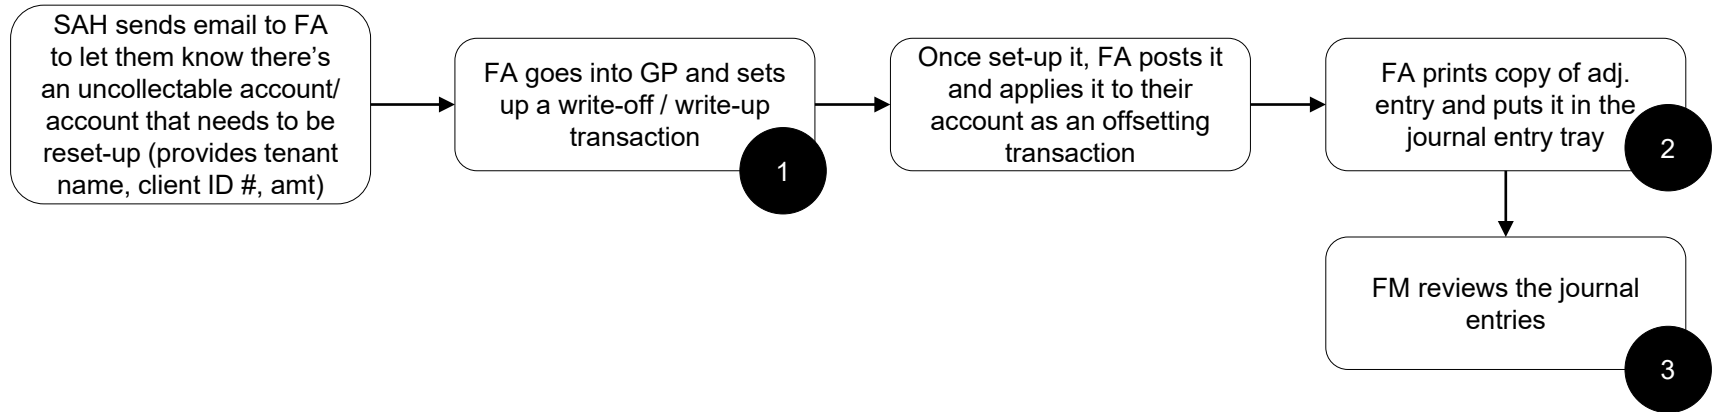 SAH sends email to FA
to let them know there’s
an uncollectable account/
account that needs to be
reset-up (provides tenant
name, client ID #, amt)
FA goes into GP and sets
up a write-off / write-up
transaction
1
Once set-up it, FA posts it
and applies it to their
account as an offsetting
transaction
FA prints copy of adj.
entry and puts it in the
journal entry tray
2
FM reviews the journal
entries
3